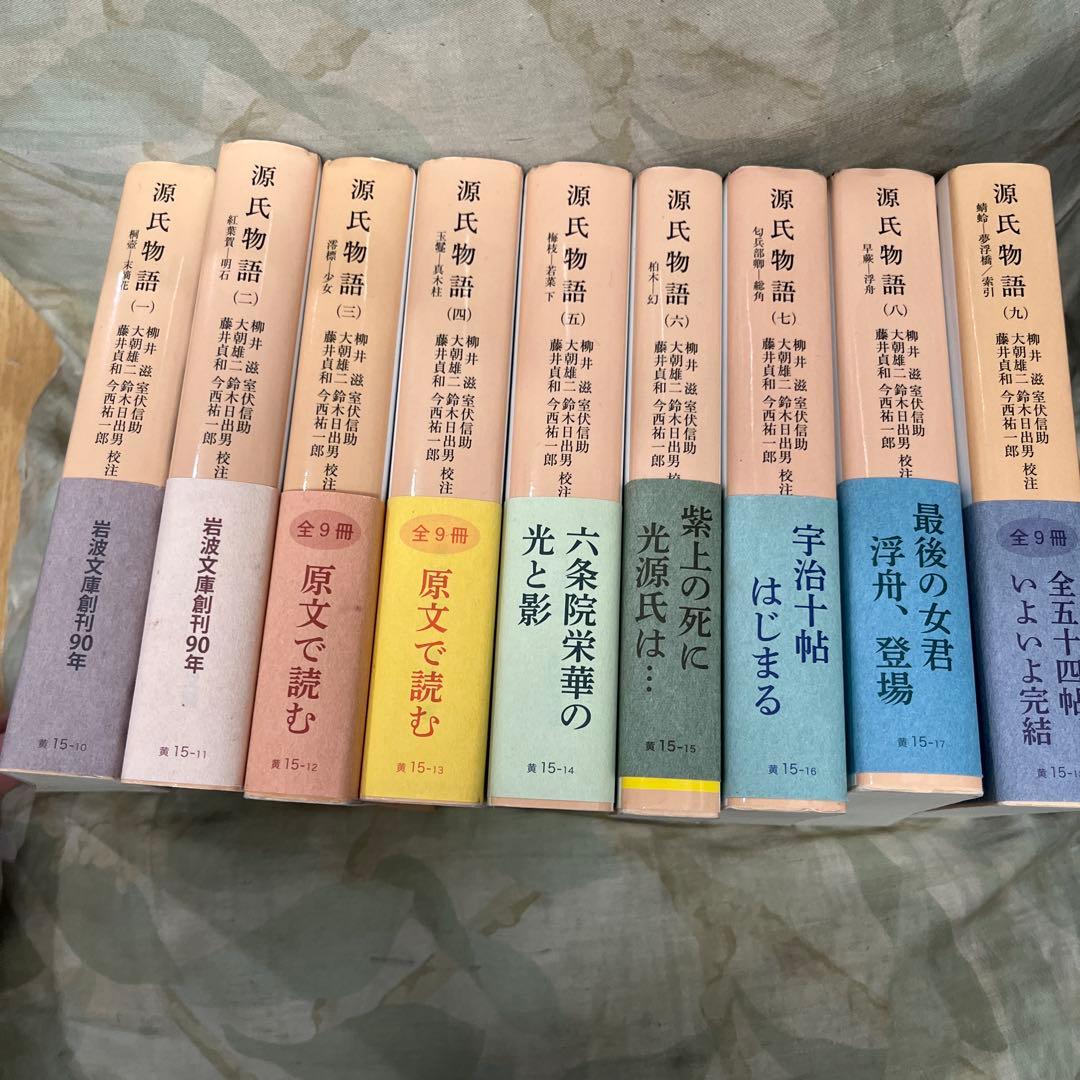 源氏物語(一)
桐壺―末摘花
柳井 滋 室伏信助
大朝雄二 鈴木日出男
藤井貞和 今西祐一郎 校注
岩波文庫創刊90年
黄15-10
源氏物語(二)
紅葉賀―明石
柳井 滋 室伏信助
大朝雄二 鈴木日出男
藤井貞和 今西祐一郎 校注
岩波文庫創刊90年
黄15-11
源氏物語(三)
澪標―少女
柳井 滋 室伏信助
大朝雄二 鈴木日出男
藤井貞和 今西祐一郎 校注
全9冊
原文で読む
黄15-12
源氏物語(四)
玉鬘―真木柱
柳井 滋 室伏信助
大朝雄二 鈴木日出男
藤井貞和 今西祐一郎 校注
全9冊
原文で読む
黄15-13
源氏物語(五)
梅枝―若菜 下
柳井 滋 室伏信助
大朝雄二 鈴木日出男
藤井貞和 今西祐一郎 校注
六条院栄華の
光と影
黄15-14
源氏物語(六)
柏木―幻
柳井 滋 室伏信助
大朝雄二 鈴木日出男
藤井貞和 今西祐一郎 校注
紫上の死に
光源氏は…
黄15-15
源氏物語(七)
匂兵部卿―総角
柳井 滋 室伏信助
大朝雄二 鈴木日出男
藤井貞和 今西祐一郎 校注
宇治十帖
はじまる
黄15-16
源氏物語(八)
早蕨―浮舟
柳井 滋 室伏信助
大朝雄二 鈴木日出男
藤井貞和 今西祐一郎 校注
最後の女君
浮舟、登場
黄15-17
源氏物語(九)
蜻蛉―夢浮橋/索引
柳井 滋 室伏信助
大朝雄二 鈴木日出男
藤井貞和 今西祐一郎 校注
全9冊
全五十四帖
いよいよ完結
黄15-18